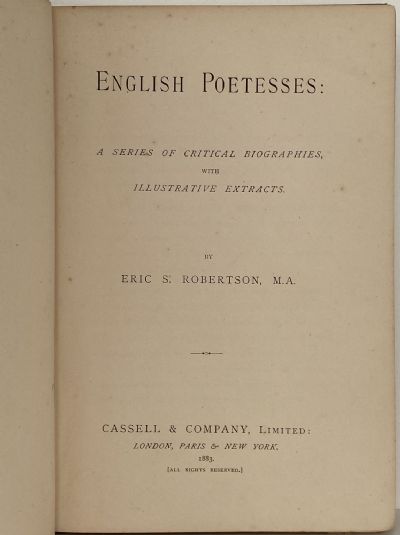 ENGLISH POETESSES:
A SERIES OF CRITICAL BIOGRAPHIES,
WITH
ILLUSTRATIVE EXTRACTS.
BY
ERIC S. ROBERTSON, M.A.
CASSELL & COMPANY, LIMITED:
LONDON, PARIS & NEW YORK.
1883.
[ALL RIGHTS RESERVED.]